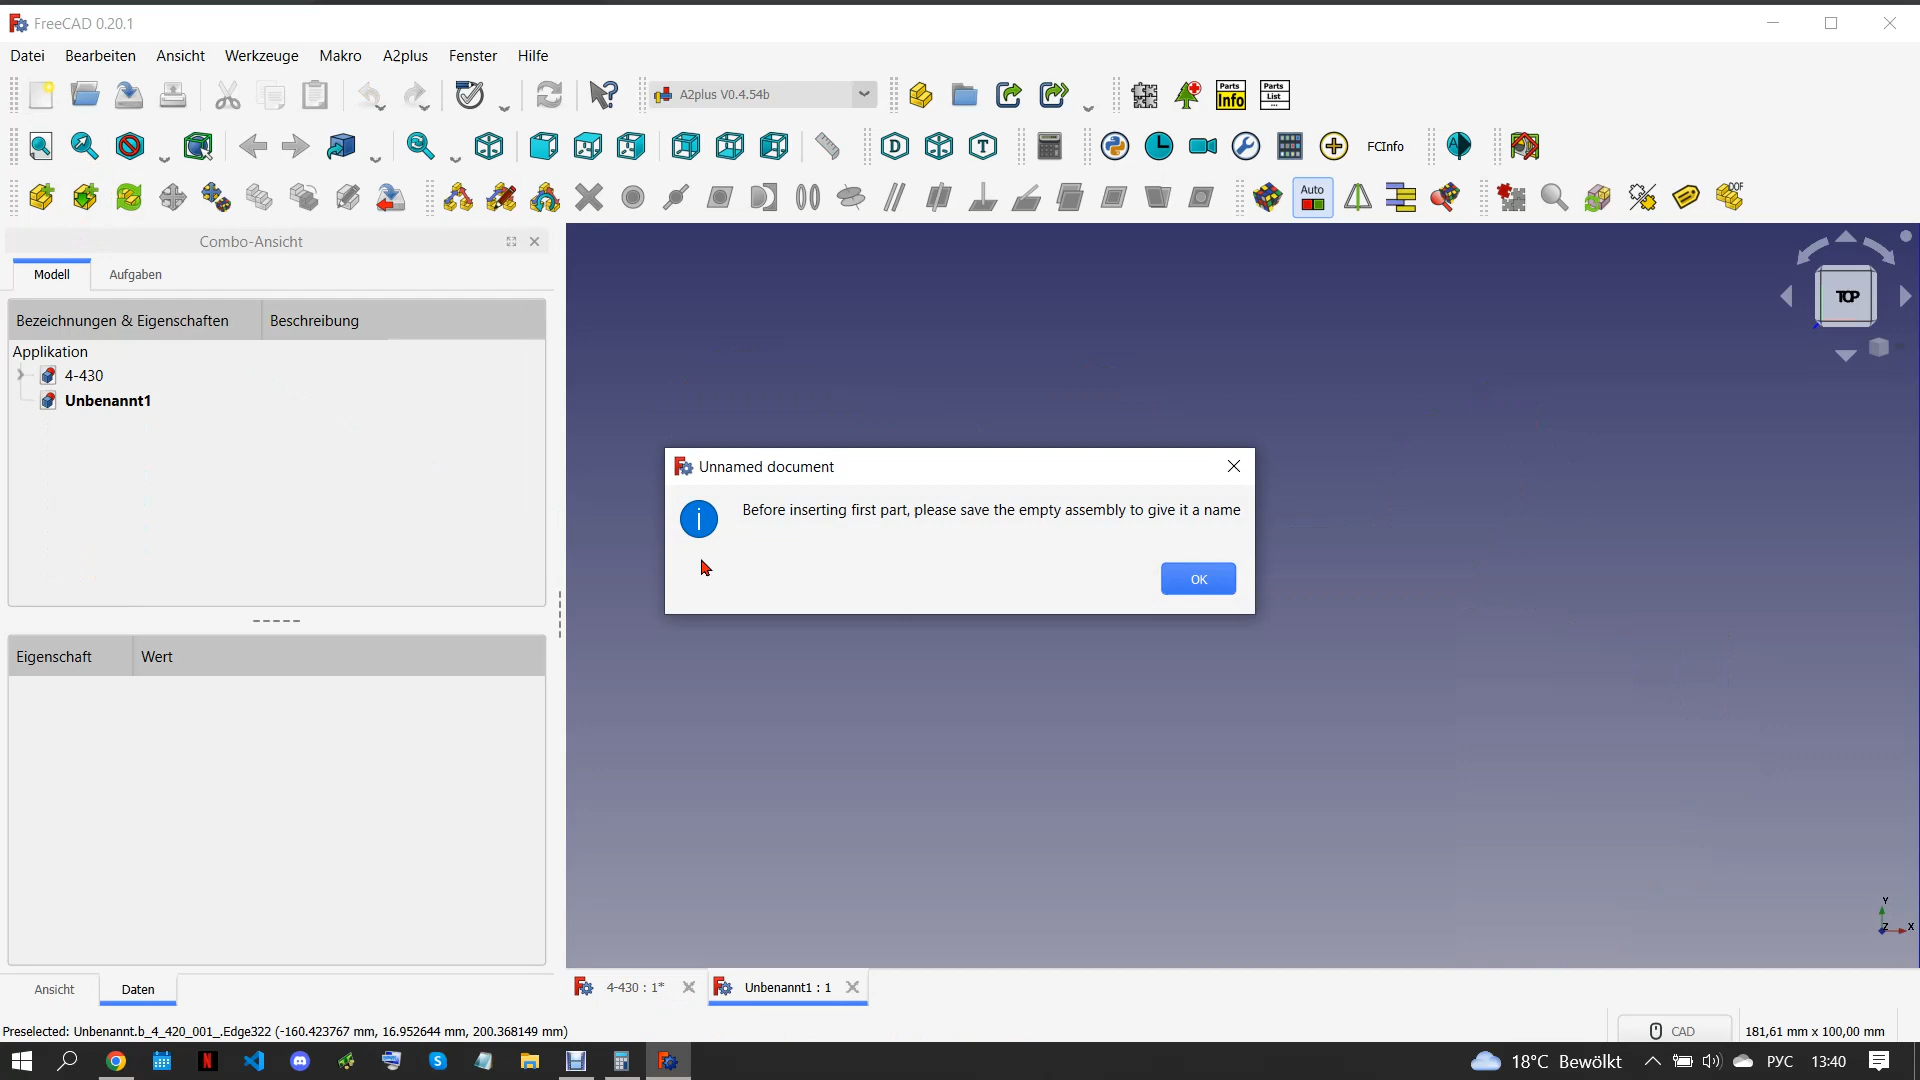 FreeCAD 0.20.1
Datei Bearbeiten Ansicht Werkzeuge Makro A2plus Fenster Hilfe
A2plus V0.4.54b
Parts Info
Parts List ...
D
T
FCInfo
Auto
DOF
Combo-Ansicht
Modell Aufgaben
Bezeichnungen & Eigenschaften Beschreibung
Applikation
4-430
Unbenannt1
TOP
Unnamed document
Before inserting first part, please save the empty assembly to give it a name
OK
Eigenschaft Wert
Y
Z X
Ansicht Daten
4-430 : 1*
Unbenannt1 : 1
Preselected: Unbenannt.b_4_420_001_.Edge322 (-160.423767 mm, 16.952644 mm, 200.368149 mm)
CAD
181,61 mm x 100,00 mm
18°C Bewölkt
РУС
13:40